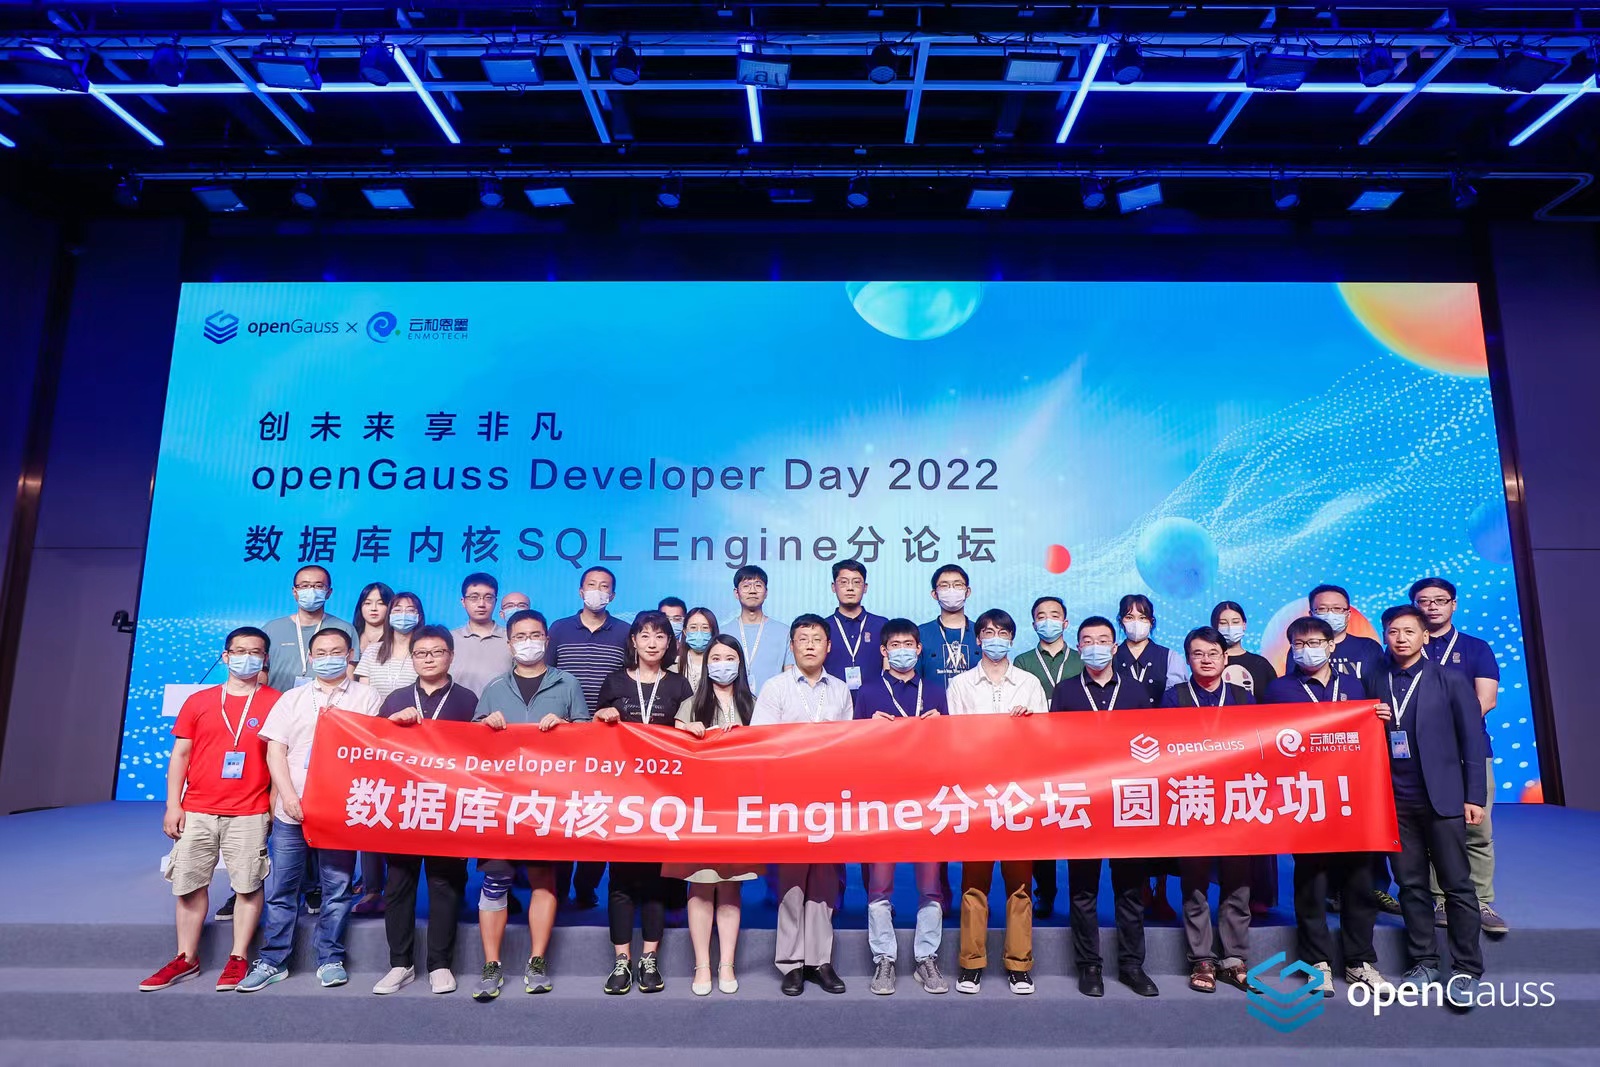 openGauss × 云和恩墨
ENMOTECH
创未来 享非凡
openGauss Developer Day 2022
数据库内核SQL Engine分论坛
openGauss Developer Day 2022
openGauss | 云和恩墨
ENMOTECH
数据库内核SQL Engine分论坛 圆满成功！
openGauss